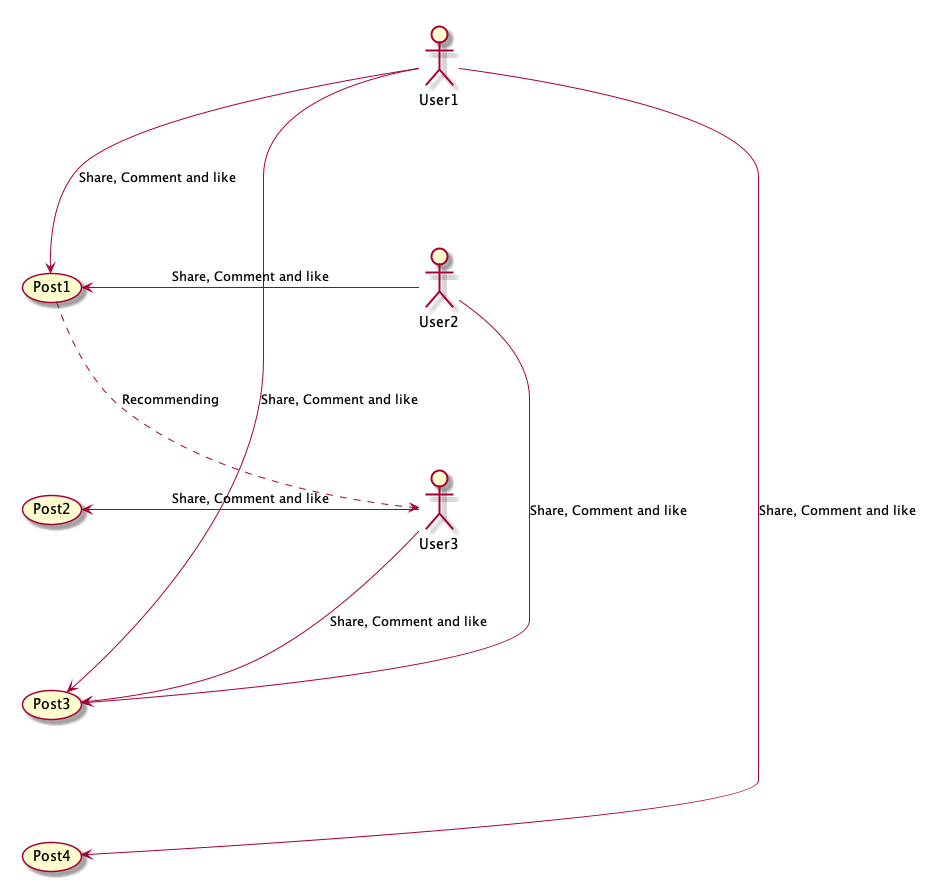 User1
Share, Comment and like
Share, Comment and like
Post1
User2
Recommending
Share, Comment and like
Share, Comment and like
Post2
User3
Share, Comment and like
Share, Comment and like
Share, Comment and like
Post3
Post4